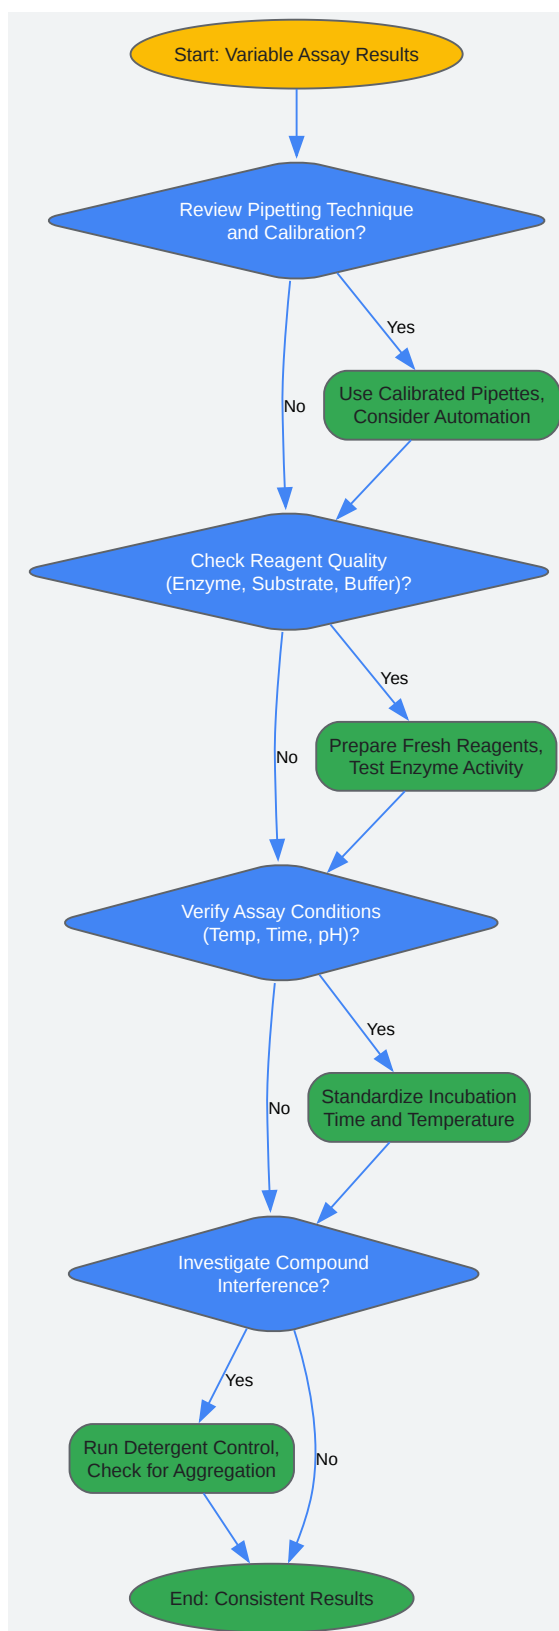 Start: Variable Assay Results
Review Pipetting Technique
and Calibration?
Yes
Use Calibrated Pipettes,
Consider Automation
No
Check Reagent Quality
(Enzyme, Substrate, Buffer)?
Yes
Prepare Fresh Reagents,
Test Enzyme Activity
No
Verify Assay Conditions
(Temp, Time, pH)?
Yes
Standardize Incubation
Time and Temperature
No
Investigate Compound
Interference?
Yes
Run Detergent Control,
Check for Aggregation
No
End: Consistent Results